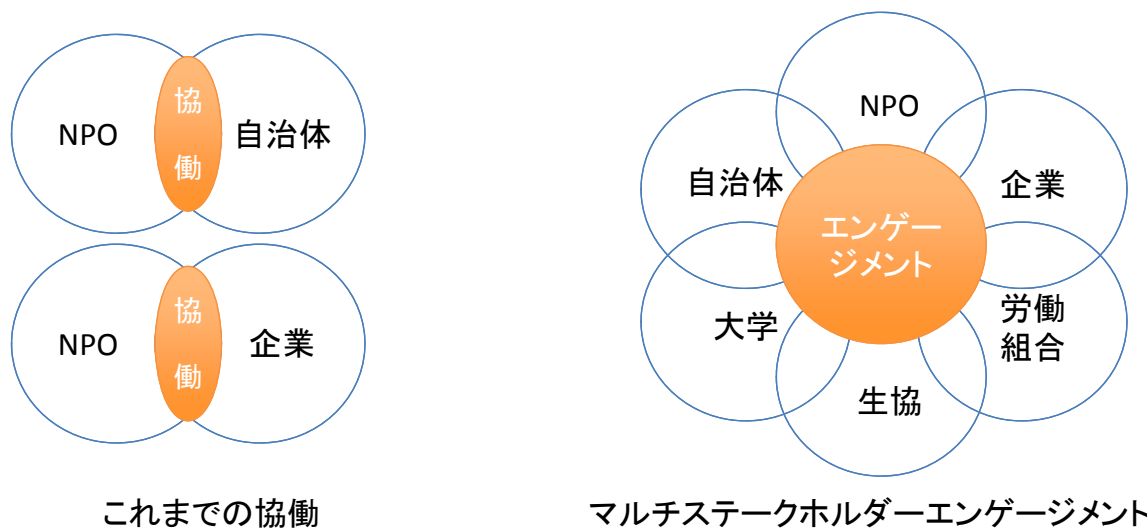 NPO
協
働
自治体
NPO
協
働
企業
これまでの協働
NPO
自治体
企業
エンゲー
ジメント
大学
労働
組合
生協
マルチステークホルダーエンゲージメント